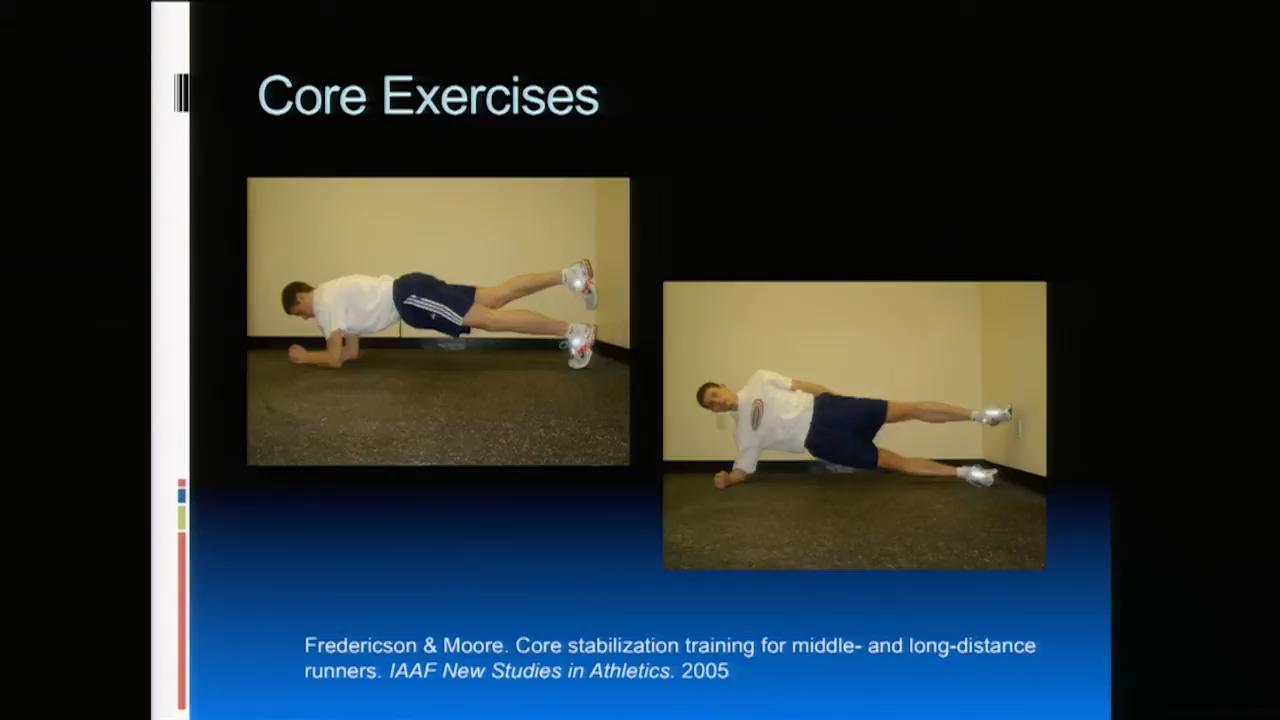 Core Exercises
Fredericson & Moore. Core stabilization training for middle- and long-distance
runners. IAAF New Studies in Athletics. 2005